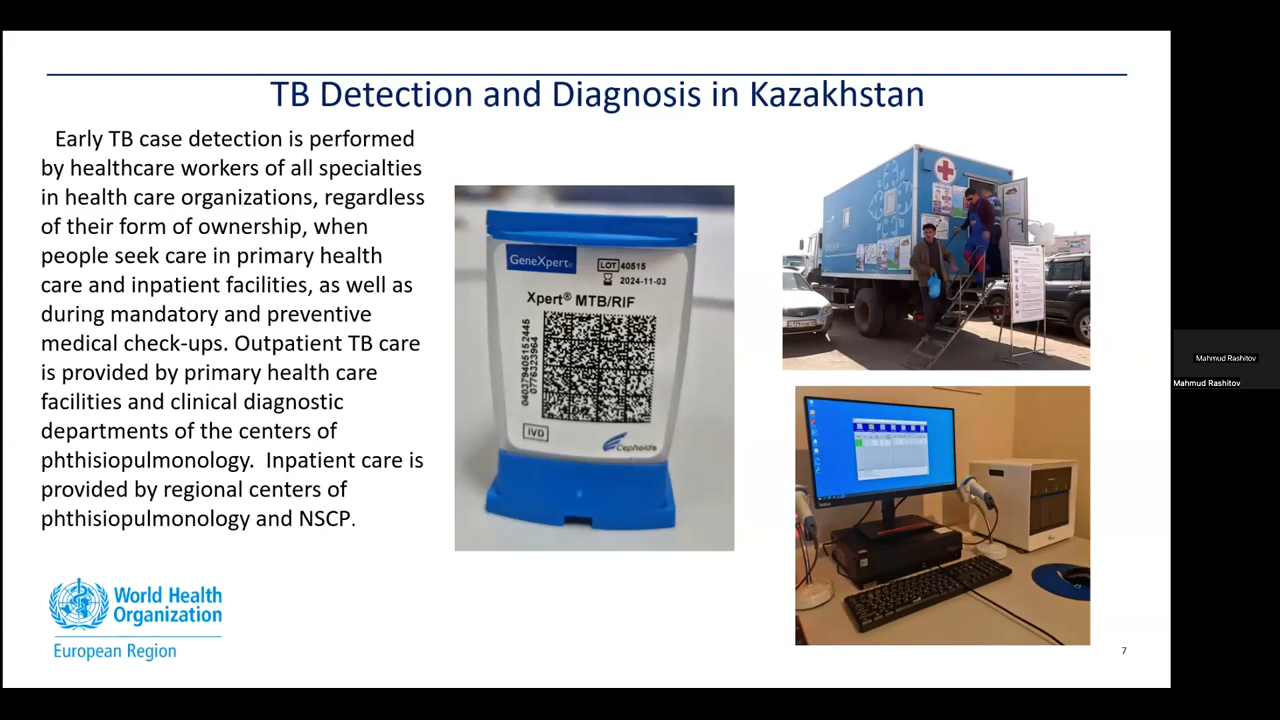 TB Detection and Diagnosis in Kazakhstan
Early TB case detection is performed
by healthcare workers of all specialties
in health care organizations, regardless
of their form of ownership, when
people seek care in primary health
care and inpatient facilities, as well as
during mandatory and preventive
medical check-ups. Outpatient TB care
is provided by primary health care
facilities and clinical diagnostic
departments of the centers of
phthisiopulmonology. Inpatient care is
provided by regional centers of
phthisiopulmonology and NSCP.
GeneXpert
LOT 40515
2024-11-03
Xpert® MTB/RIF
040379405152445
0776323964
IVD
Cepheid
World Health
Organization
European Region
7
Mahmud Rashitov
Mahmud Rashitov